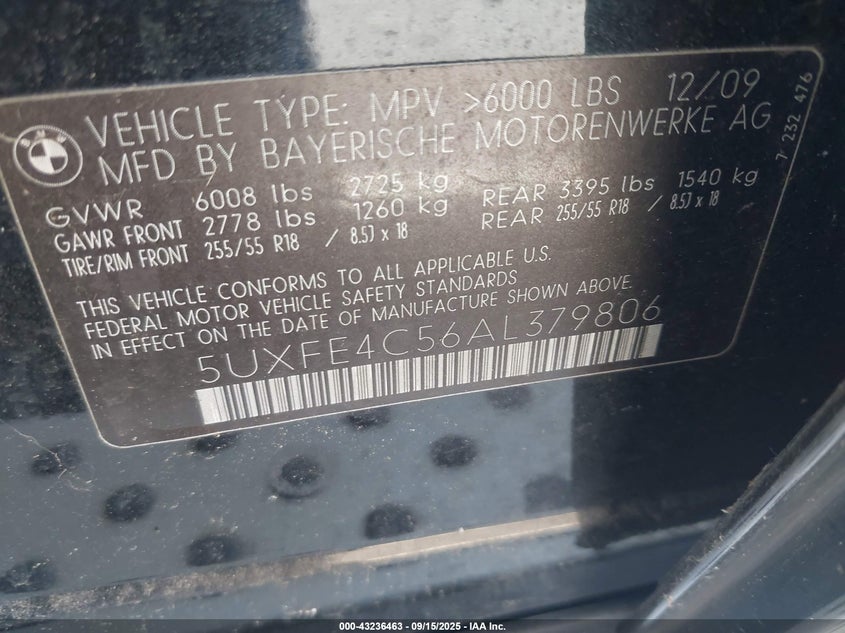 VEHICLE TYPE: MPV >6000 LBS 12/09
MFD BY BAYERISCHE MOTORENWERKE AG
GVWR 6008 lbs 2725 kg
GAWR FRONT 2778 lbs 1260 kg REAR 3395 lbs 1540 kg
TIRE/RIM FRONT 255/55 R18 / 8.5J x 18 REAR 255/55 R18 / 8.5J x 18
THIS VEHICLE CONFORMS TO ALL APPLICABLE U.S.
FEDERAL MOTOR VEHICLE SAFETY STANDARDS
IN EFFECT ON THE DATE OF MANUFACTURE SHOWN ABOVE.
5UXFE4C56AL379806
7 232 476
000-43236463 - 09/15/2025 - IAA Inc.